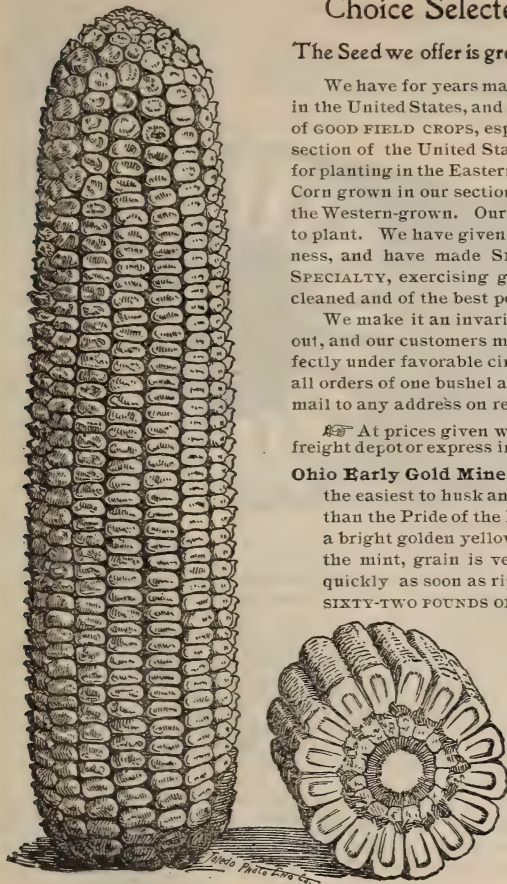 Choice Selecte
The Seed we offer is gre
We have for years ma
in the United States, and
of GOOD FIELD CROPS, esp
section of the United Sta
for planting in the Eastern
Corn grown in our section
the Western-grown. Our
to plant. We have given
ness, and have made S
SPECIALTY, exercising g
cleaned and of the best p
We make it an invari
out, and our customers m
fectly under favorable cir
all orders of one bushel a
mail to any address on re
☞ At prices given w
freight depot or express i
Ohio Early Gold Mine
the easiest to husk an
than the Pride of the
a bright golden yellow
the mint, grain is ve
quickly as soon as ri
SIXTY-TWO POUNDS O
Toledo Photo Eng Co.